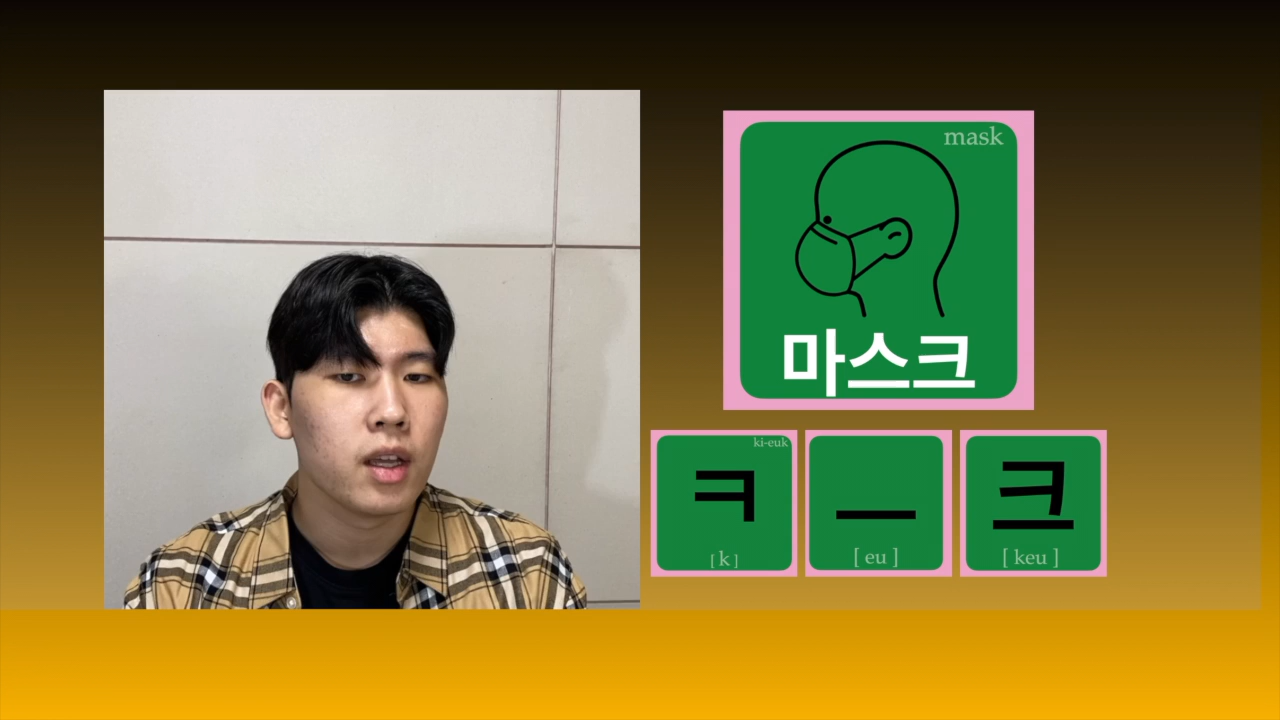 mask
마스크
ki-euk
ㅋ
[ k ]
ㅡ
[ eu ]
크
[ keu ]